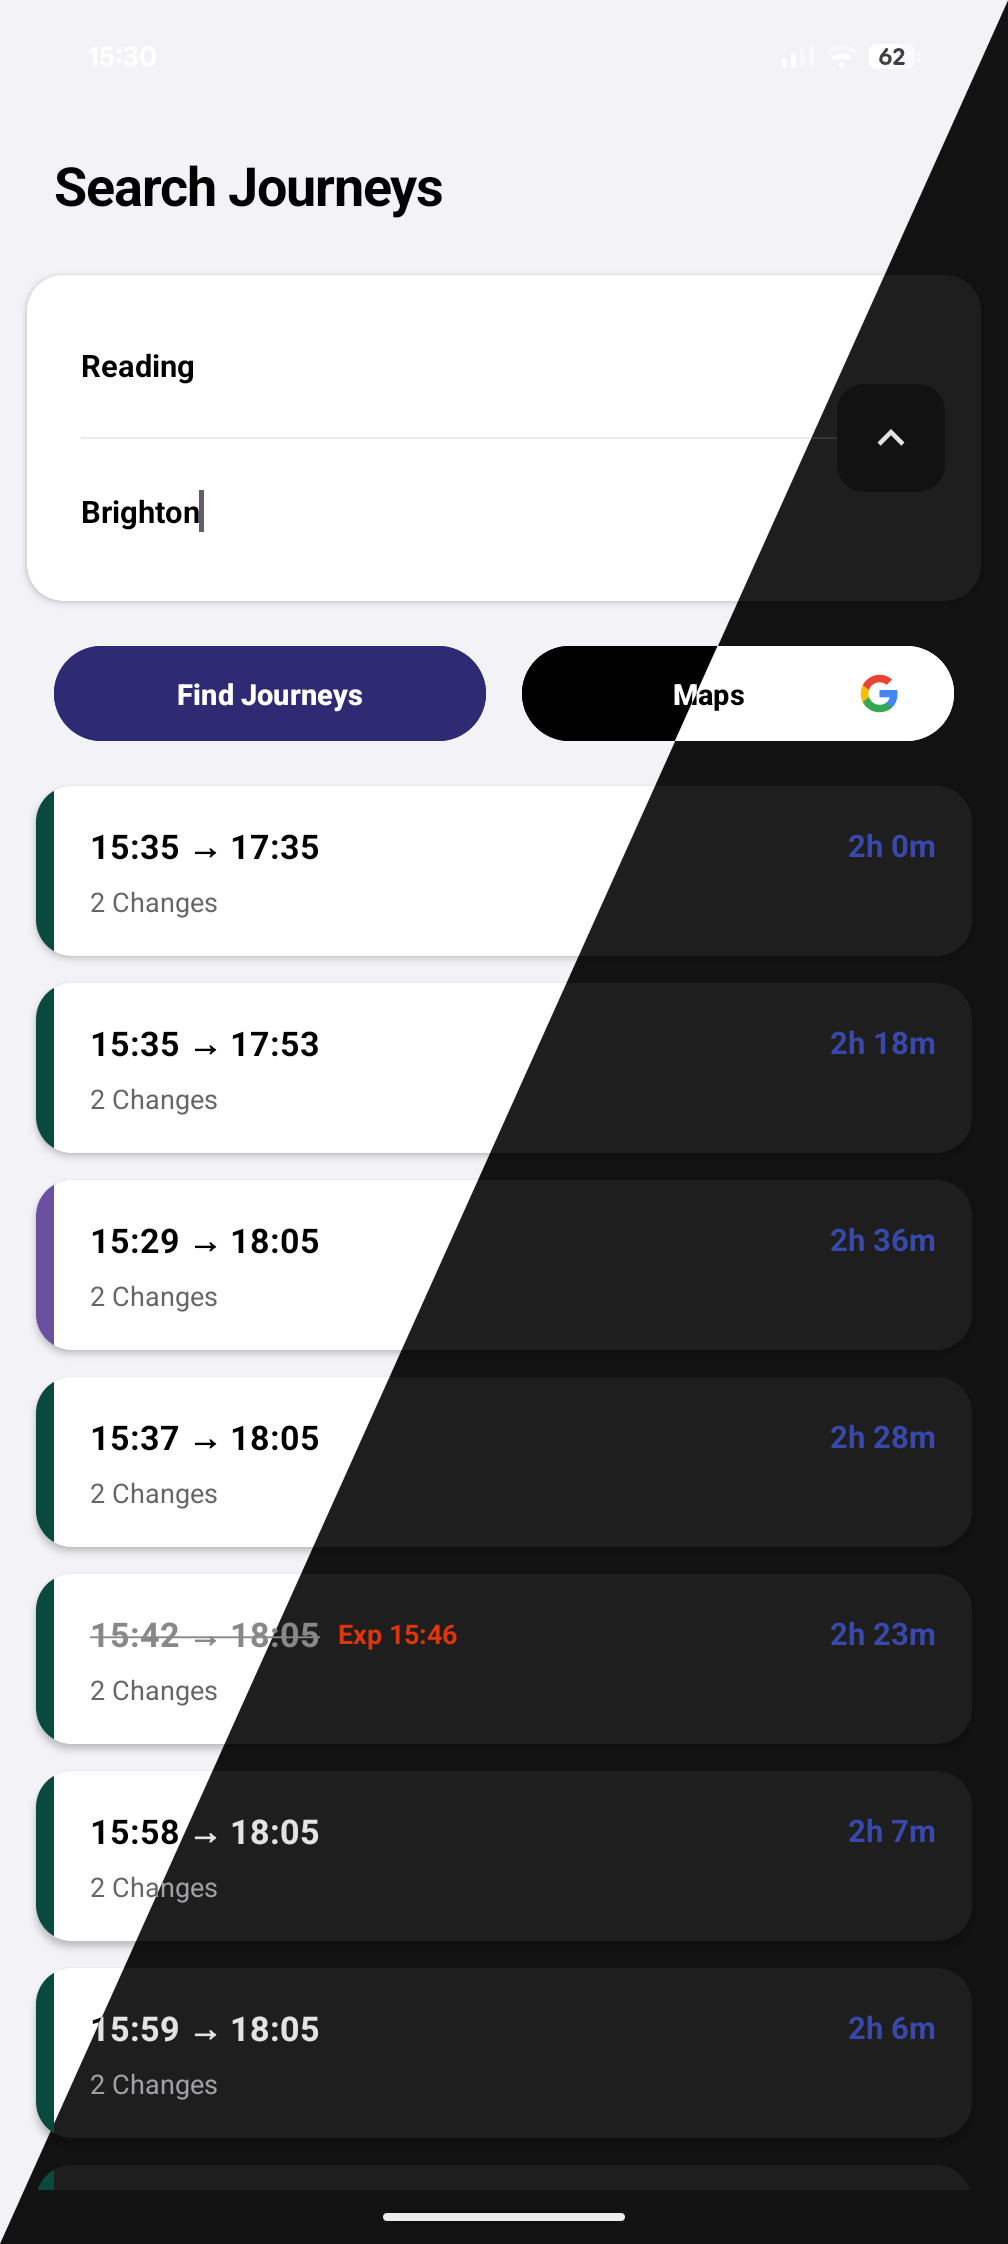 15:30
62
Search Journeys
Reading
Brighton
Find Journeys
Maps
15:35 → 17:35
2h 0m
2 Changes
15:35 → 17:53
2h 18m
2 Changes
15:29 → 18:05
2h 36m
2 Changes
15:37 → 18:05
2h 28m
2 Changes
15:42 → 18:05 Exp 15:46
2h 23m
2 Changes
15:58 → 18:05
2h 7m
2 Changes
15:59 → 18:05
2h 6m
2 Changes